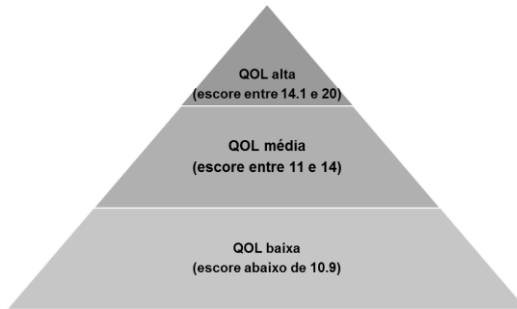 QOL alta
(escore entre 14.1 e 20)
QOL média
(escore entre 11 e 14)
QOL baixa
(escore abaixo de 10.9)